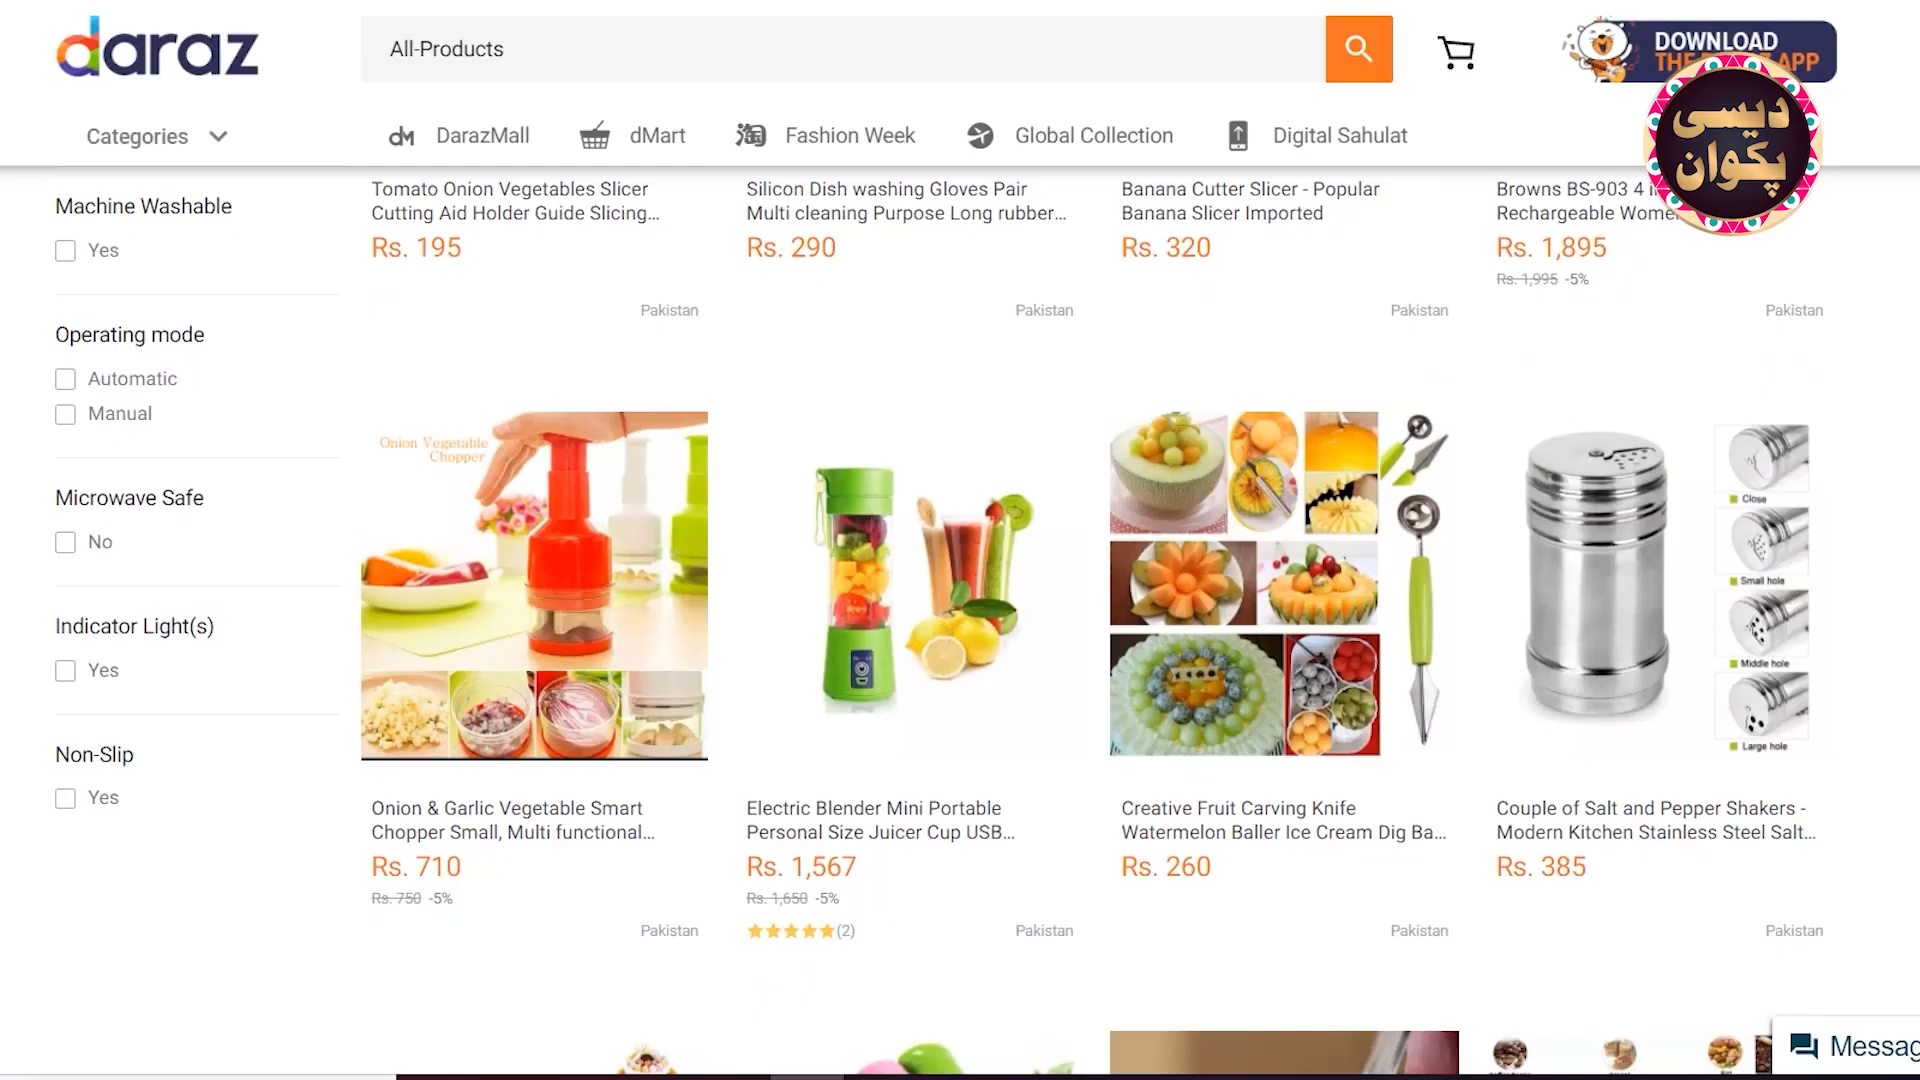 daraz
All-Products
DOWNLOAD
THE DARAZ APP
دیسی
پکوان
Categories
dM DarazMall
dMart
Fashion Week
Global Collection
Digital Sahulat
Machine Washable
Yes
Operating mode
Automatic
Manual
Microwave Safe
No
Indicator Light(s)
Yes
Non-Slip
Yes
Tomato Onion Vegetables Slicer
Cutting Aid Holder Guide Slicing...
Rs. 195
Pakistan
Silicon Dish washing Gloves Pair
Multi cleaning Purpose Long rubber...
Rs. 290
Pakistan
Banana Cutter Slicer - Popular
Banana Slicer Imported
Rs. 320
Pakistan
Browns BS-903 4
Rechargeable
Rs. 1,895
Rs. 1,995 -5%
Pakistan
Onion Vegetable
Chopper
Close
Small hole
Middle hole
Large hole
Onion & Garlic Vegetable Smart
Chopper Small, Multi functional...
Rs. 710
Rs. 750 -5%
Pakistan
Electric Blender Mini Portable
Personal Size Juicer Cup USB...
Rs. 1,567
Rs. 1,650 -5%
(2)
Pakistan
Creative Fruit Carving Knife
Watermelon Baller Ice Cream Dig Ba...
Rs. 260
Pakistan
Couple of Salt and Pepper Shakers -
Modern Kitchen Stainless Steel Salt...
Rs. 385
Pakistan
Messag